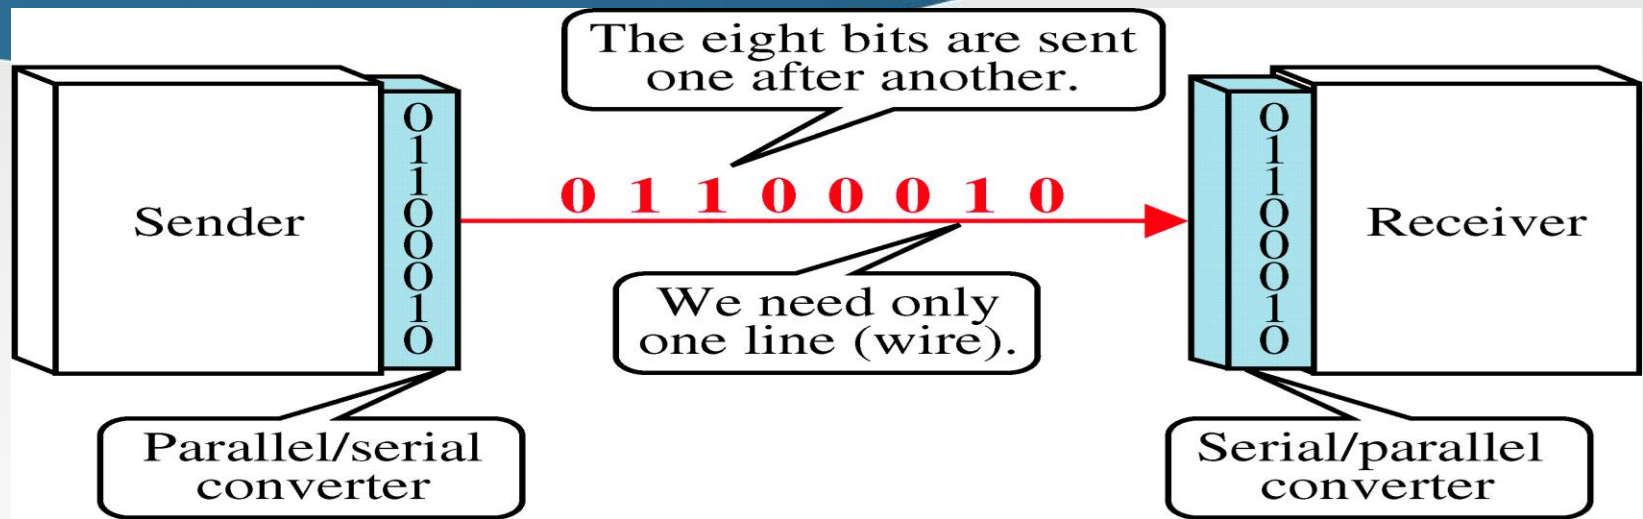 The eight bits are sent
one after another.
Sender
0
1
1
0
0
0
1
0
0 1 1 0 0 0 1 0
0
1
1
0
0
0
1
0
Receiver
We need only
one line (wire).
Parallel/serial
converter
Serial/parallel
converter